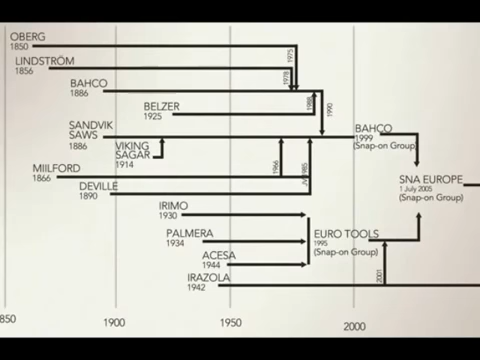 OBERG
1850
LINDSTRÖM
1856
BAHCO
1886
BELZER
1925
SANDVIK
SAWS
1886
VIKING
SAGAR
1914
MIILFORD
1866
DEVILLE
1890
IRIMO
1930
PALMERA
1934
ACESA
1944
IRAZOLA
1942
1975
1978
1988
1990
1966
JV 1985
BAHCO
1999
(Snap-on Group)
SNA EUROPE
1 July 2005
(Snap-on Group)
EURO TOOLS
1995
(Snap-on Group)
2001
850
1900
1950
2000